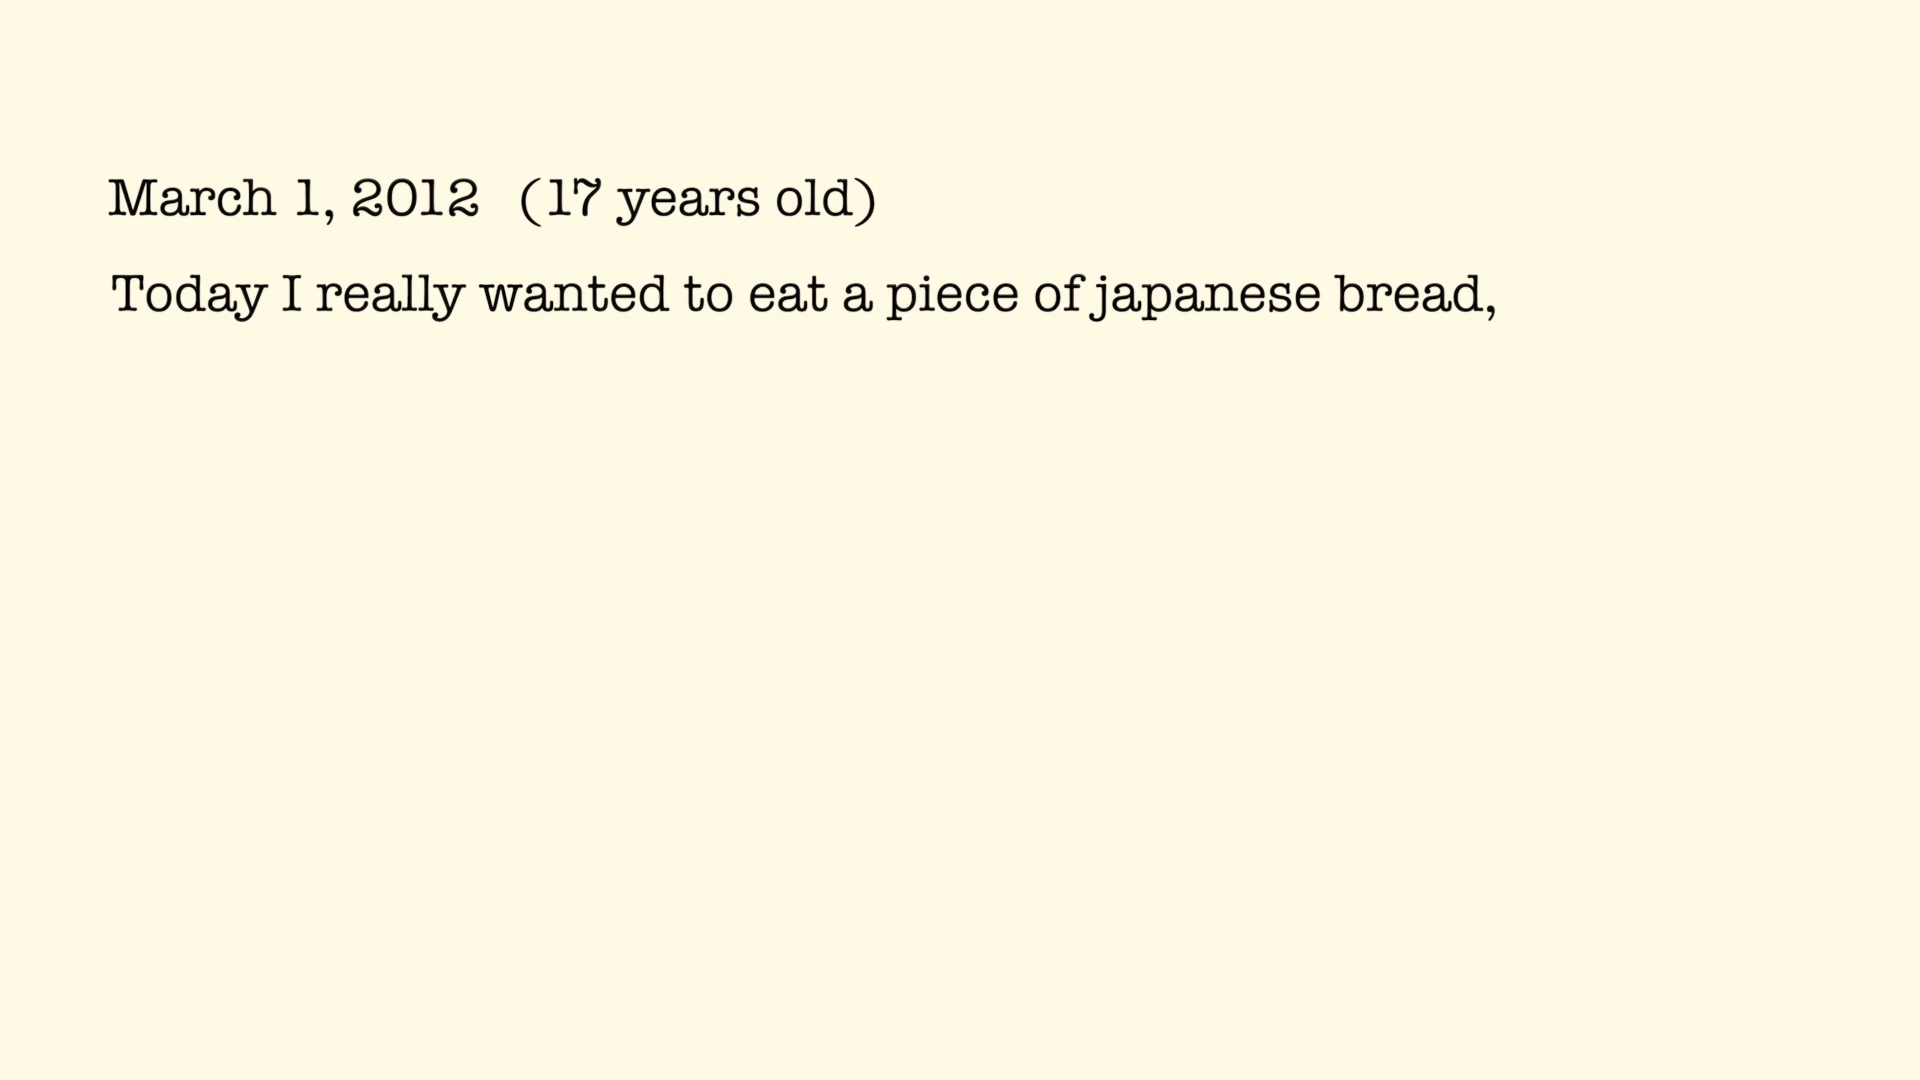 March 1, 2012 (17 years old)
Today I really wanted to eat a piece of japanese bread,